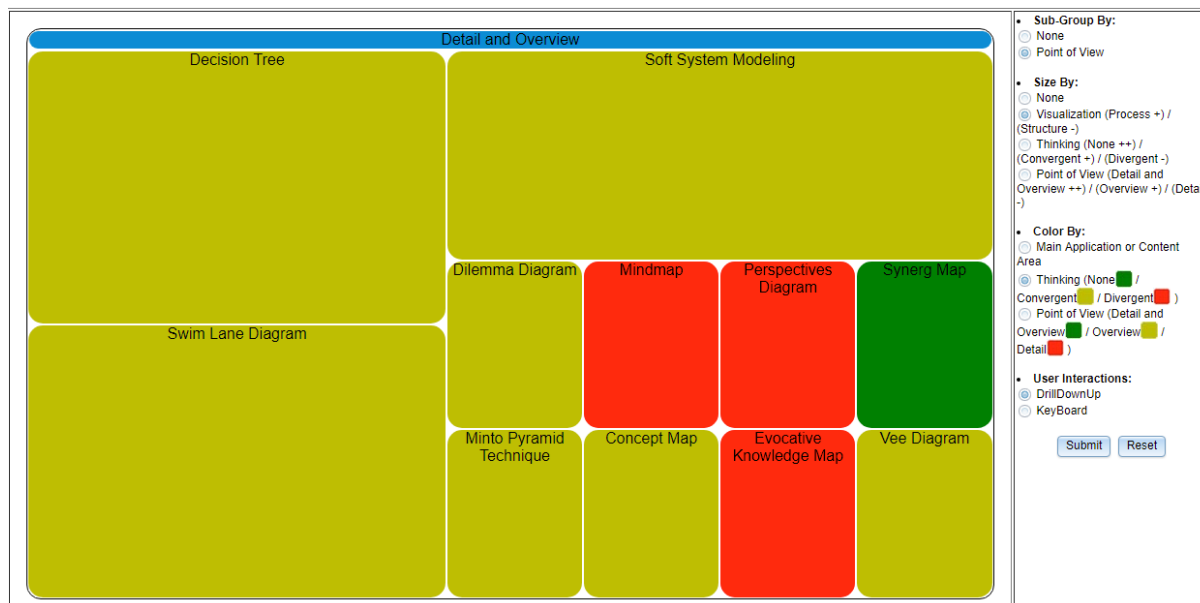 Detail and Overview
Decision Tree
Soft System Modeling
Dilemma Diagram
Mindmap
Perspectives
Diagram
Synerg Map
Swim Lane Diagram
Minto Pyramid
Technique
Concept Map
Evocative
Knowledge Map
Vee Diagram
Sub-Group By:
None
Point of View
Size By:
None
Visualization (Process +) /
(Structure -)
Thinking (None ++) /
(Convergent +) / (Divergent -)
Point of View (Detail and
Overview ++) / (Overview +) / (Deta
-)
Color By:
Main Application or Content
Area
Thinking (None /
Convergent / Divergent )
Point of View (Detail and
Overview / Overview /
Detail )
User Interactions:
DrillDownUp
KeyBoard
Submit Reset